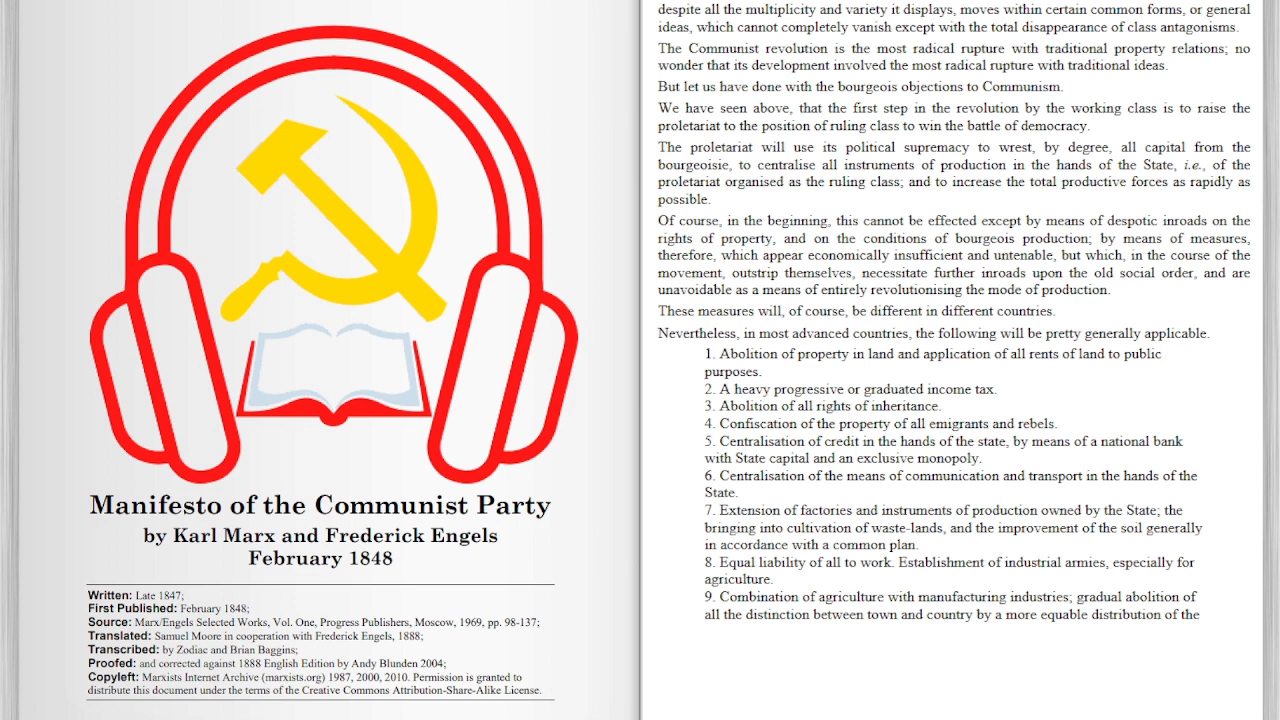 Manifesto of the Communist Party
by Karl Marx and Frederick Engels
February 1848
Written: Late 1847;
First Published: February 1848;
Source: Marx/Engels Selected Works, Vol. One, Progress Publishers, Moscow, 1969, pp. 98-137;
Translated: Samuel Moore in cooperation with Frederick Engels, 1888;
Transcribed: by Zodiac and Brian Baggins;
Proofed: and corrected against 1888 English Edition by Andy Blunden 2004;
Copyleft: Marxists Internet Archive (marxists.org) 1987, 2000, 2010. Permission is granted to
distribute this document under the terms of the Creative Commons Attribution-Share-Alike License.
despite all the multiplicity and variety it displays, moves within certain common forms, or general
ideas, which cannot completely vanish except with the total disappearance of class antagonisms.
The Communist revolution is the most radical rupture with traditional property relations; no
wonder that its development involved the most radical rupture with traditional ideas.
But let us have done with the bourgeois objections to Communism.
We have seen above, that the first step in the revolution by the working class is to raise the
proletariat to the position of ruling class to win the battle of democracy.
The proletariat will use its political supremacy to wrest, by degree, all capital from the
bourgeoisie, to centralise all instruments of production in the hands of the State, i.e., of the
proletariat organised as the ruling class; and to increase the total productive forces as rapidly as
possible.
Of course, in the beginning, this cannot be effected except by means of despotic inroads on the
rights of property, and on the conditions of bourgeois production; by means of measures,
therefore, which appear economically insufficient and untenable, but which, in the course of the
movement, outstrip themselves, necessitate further inroads upon the old social order, and are
unavoidable as a means of entirely revolutionising the mode of production.
These measures will, of course, be different in different countries.
Nevertheless, in most advanced countries, the following will be pretty generally applicable.
1. Abolition of property in land and application of all rents of land to public
purposes.
2. A heavy progressive or graduated income tax.
3. Abolition of all rights of inheritance.
4. Confiscation of the property of all emigrants and rebels.
5. Centralisation of credit in the hands of the state, by means of a national bank
with State capital and an exclusive monopoly.
6. Centralisation of the means of communication and transport in the hands of the
State.
7. Extension of factories and instruments of production owned by the State; the
bringing into cultivation of waste-lands, and the improvement of the soil generally
in accordance with a common plan.
8. Equal liability of all to work. Establishment of industrial armies, especially for
agriculture.
9. Combination of agriculture with manufacturing industries; gradual abolition of
all the distinction between town and country by a more equable distribution of the